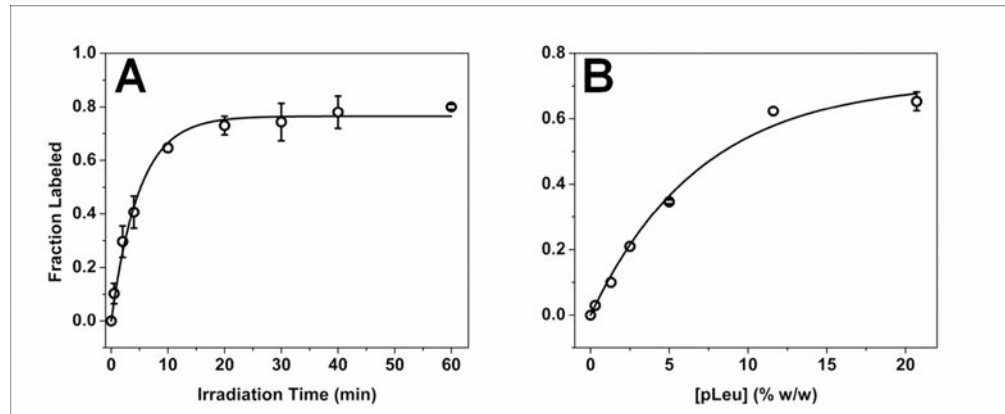 A
B
1.0
0.8
0.6
0.4
0.2
0.0
Fraction Labeled
0 10 20 30 40 50 60
Irradiation Time (min)
0.8
0.6
0.4
0.2
0.0
0 5 10 15 20
[pLeu] (% w/w)